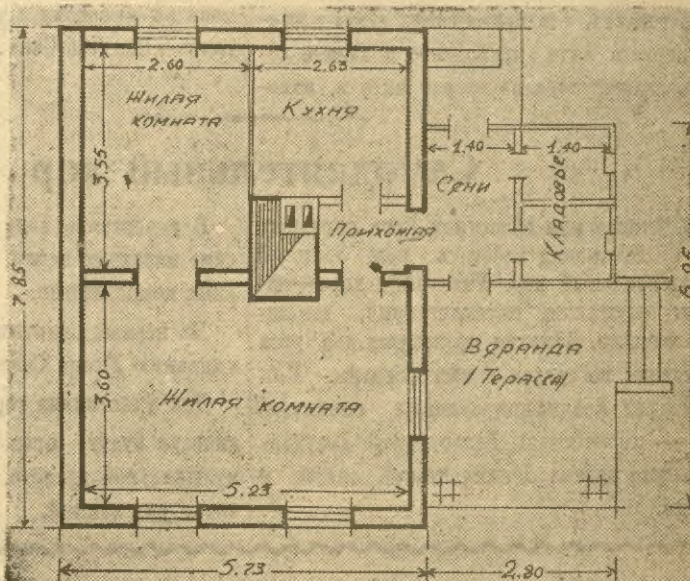 2.60
2.63
Жилая
комната
Кухня
3.55
1.40
1.40
Сени
Кладовые
Прихожая
7.85
Веранда
/Терасса/
3.60
Жилая комната
5.23
5.73
2.80